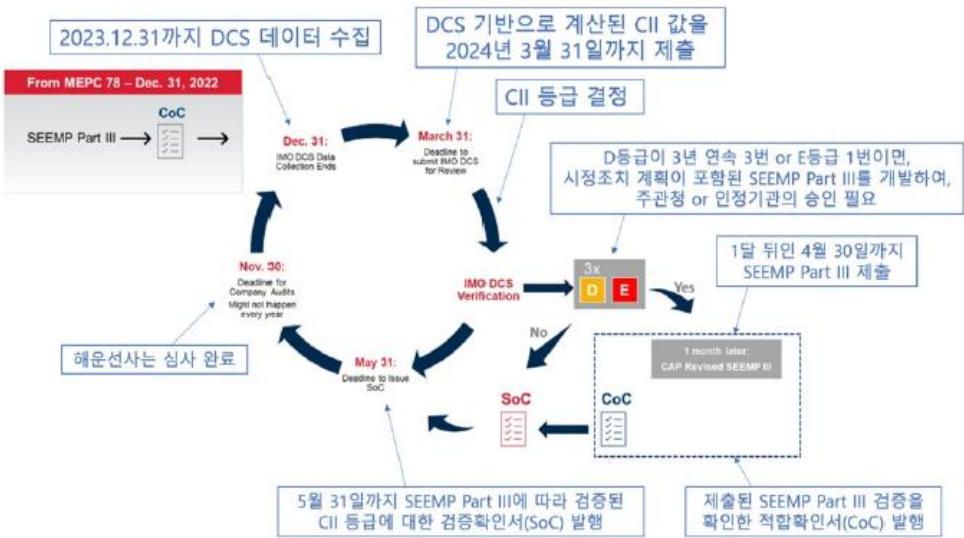 2023.12.31까지 DCS 데이터 수집
DCS 기반으로 계산된 CII 값을
2024년 3월 31일까지 제출
From MEPC 78 – Dec. 31, 2022
SEEMP Part III
CoC
CII 등급 결정
Dec. 31:
IMO DCS Data
Collection Ends
March 31:
Deadline to
submit IMO DCS
for Review
D등급이 3년 연속 3번 or E등급 1번이면,
시정조치 계획이 포함된 SEEMP Part III를 개발하여,
주관청 or 인정기관의 승인 필요
1달 뒤인 4월 30일까지
SEEMP Part III 제출
Nov. 30:
Deadline for
Company Audits
Might not happen
every year
IMO DCS
Verification
3x
D
E
Yes
No
해운선사는 심사 완료
May 31:
Deadline to Issue
SoC
1 month later:
CAP Revised SEEMP III
SoC
CoC
5월 31일까지 SEEMP Part III에 따라 검증된
CII 등급에 대한 검증확인서(SoC) 발행
제출된 SEEMP Part III 검증을
확인한 적합확인서(CoC) 발행